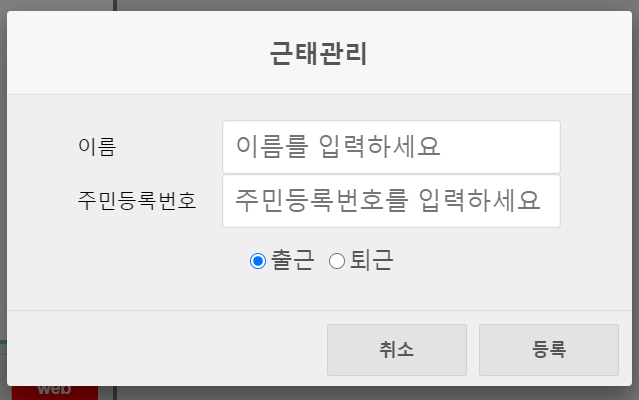 근태관리
이름
이름를 입력하세요
주민등록번호
주민등록번호를 입력하세요
출근 퇴근
취소 등록
web